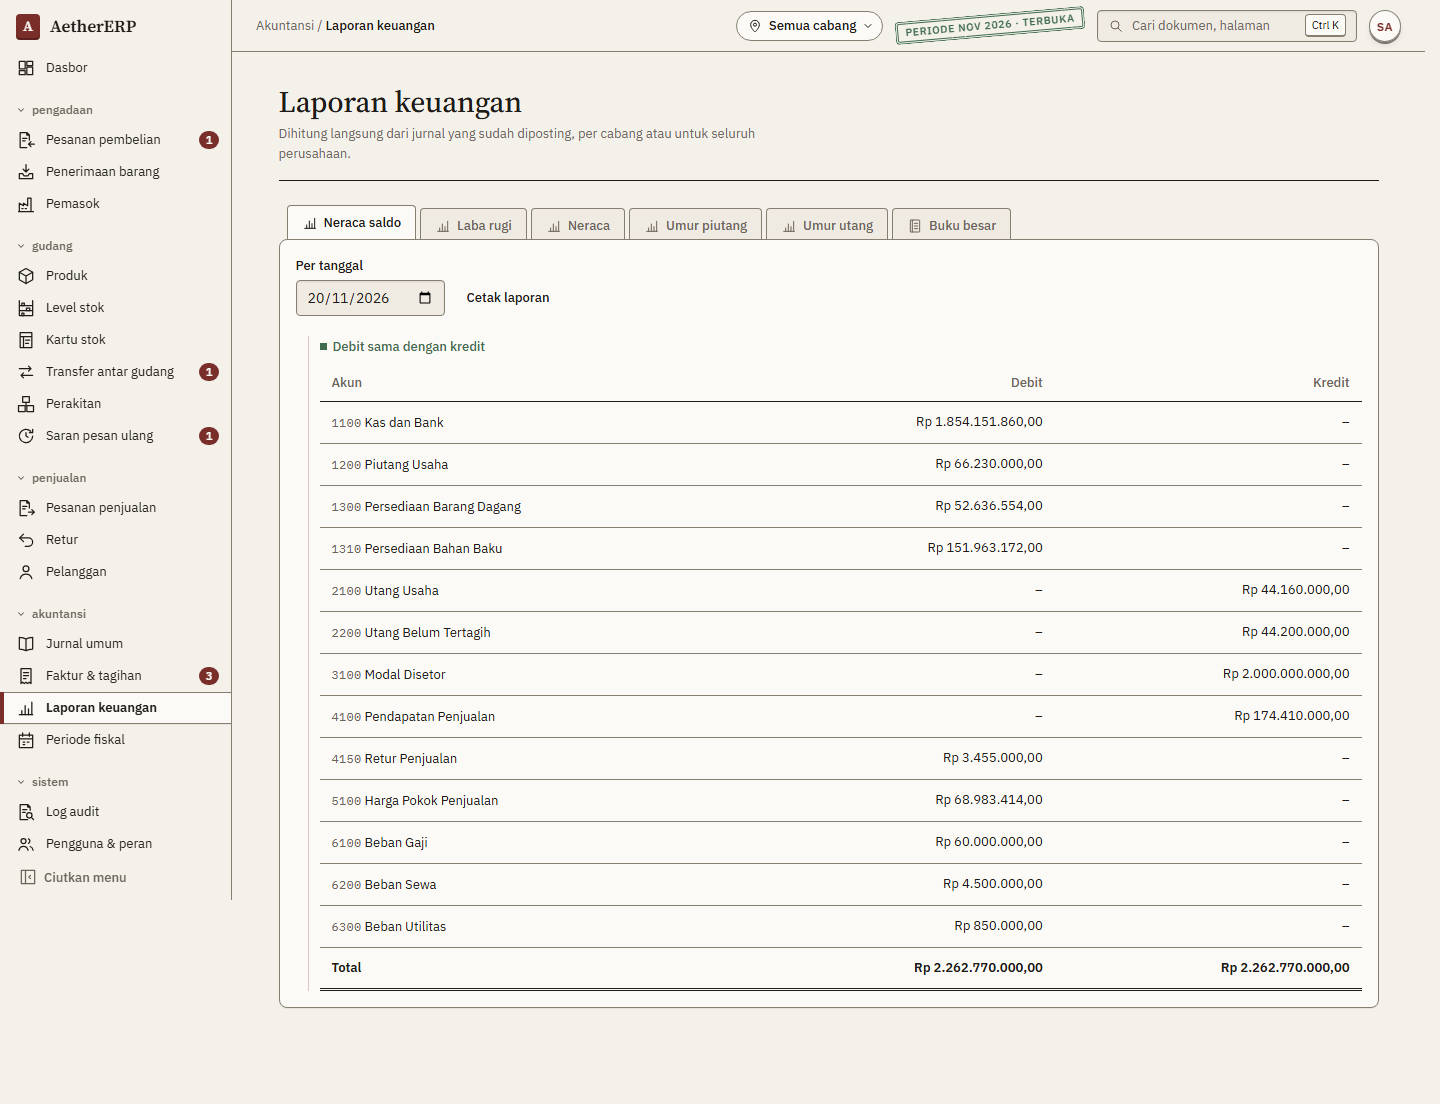 A AetherERP
Akuntansi / Laporan keuangan
Semua cabang
PERIODE NOV 2026 · TERBUKA
Cari dokumen, halaman
Ctrl K
SA
Dasbor
pengadaan
Pesanan pembelian 1
Penerimaan barang
Pemasok
gudang
Produk
Level stok
Kartu stok
Transfer antar gudang 1
Perakitan
Saran pesan ulang 1
penjualan
Pesanan penjualan
Retur
Pelanggan
akuntansi
Jurnal umum
Faktur & tagihan 3
Laporan keuangan
Periode fiskal
sistem
Log audit
Pengguna & peran
Ciutkan menu
Laporan keuangan
Dihitung langsung dari jurnal yang sudah diposting, per cabang atau untuk seluruh
perusahaan.
Neraca saldo
Laba rugi
Neraca
Umur piutang
Umur utang
Buku besar
Per tanggal
20/11/2026
Cetak laporan
Debit sama dengan kredit
Akun Debit Kredit
1100 Kas dan Bank Rp 1.854.151.860,00 –
1200 Piutang Usaha Rp 66.230.000,00 –
1300 Persediaan Barang Dagang Rp 52.636.554,00 –
1310 Persediaan Bahan Baku Rp 151.963.172,00 –
2100 Utang Usaha – Rp 44.160.000,00
2200 Utang Belum Tertagih – Rp 44.200.000,00
3100 Modal Disetor – Rp 2.000.000.000,00
4100 Pendapatan Penjualan – Rp 174.410.000,00
4150 Retur Penjualan Rp 3.455.000,00 –
5100 Harga Pokok Penjualan Rp 68.983.414,00 –
6100 Beban Gaji Rp 60.000.000,00 –
6200 Beban Sewa Rp 4.500.000,00 –
6300 Beban Utilitas Rp 850.000,00 –
Total Rp 2.262.770.000,00 Rp 2.262.770.000,00